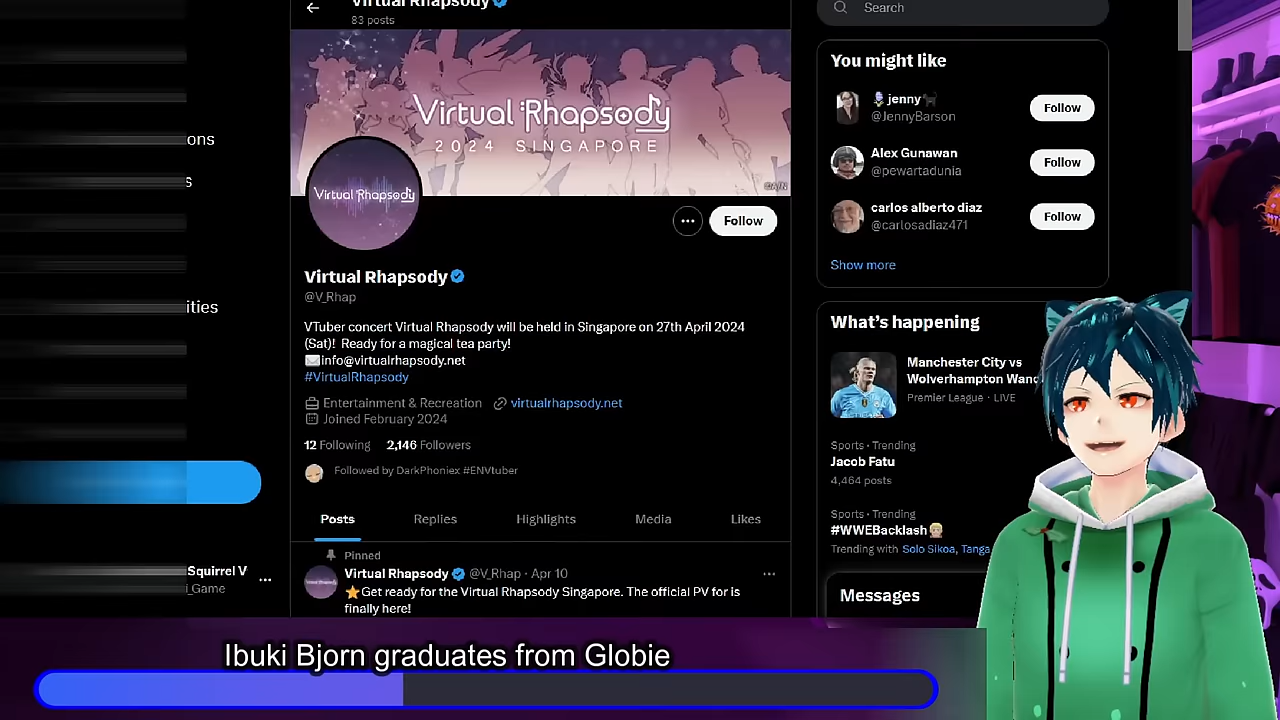 Virtual Rhapsody
83 posts
Search
ons
s
ities
Squirrel V
i_Game
Virtual Rhapsody
2024 SINGAPORE
Virtual Rhapsody
Follow
Virtual Rhapsody
@V_Rhap
VTuber concert Virtual Rhapsody will be held in Singapore on 27th April 2024
(Sat)! Ready for a magical tea party!
✉️info@virtualrhapsody.net
#VirtualRhapsody
Entertainment & Recreation virtualrhapsody.net
Joined February 2024
12 Following 2,146 Followers
Followed by DarkPhoniex #ENVtuber
Posts Replies Highlights Media Likes
Pinned
Virtual Rhapsody @V_Rhap · Apr 10
⭐Get ready for the Virtual Rhapsody Singapore. The official PV for is
finally here!
You might like
jenny
@JennyBarson
Follow
Alex Gunawan
@pewartadunia
Follow
carlos alberto diaz
@carlosadiaz471
Follow
Show more
What's happening
Manchester City vs
Wolverhampton Wand
Premier League · LIVE
Sports · Trending
Jacob Fatu
4,464 posts
Sports · Trending
#WWEBacklash
Trending with Solo Sikoa, Tanga
Messages
Ibuki Bjorn graduates from Globie